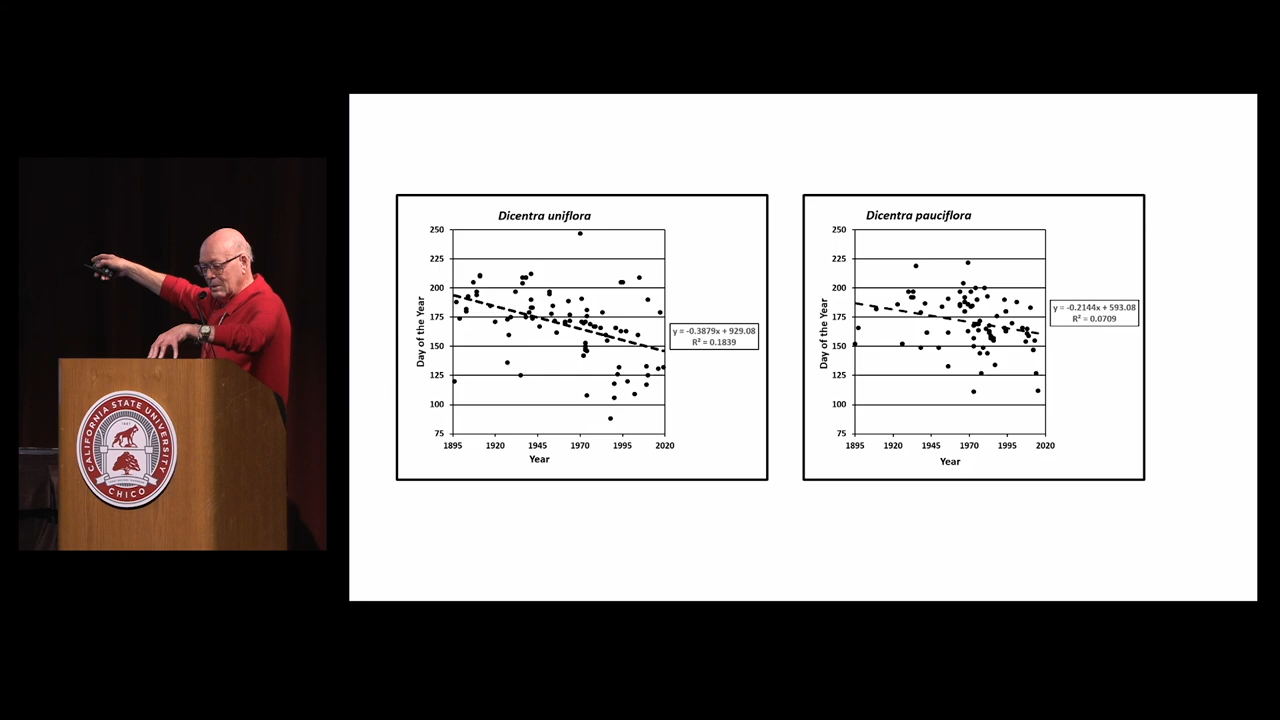 Dicentra uniflora
250
225
200
175
150
125
100
75
1895
1920
1945
1970
1995
2020
Day of the Year
Year
y = -0.3879x + 929.08
R² = 0.1839
Dicentra pauciflora
250
225
200
175
150
125
100
75
1895
1920
1945
1970
1995
2020
Day of the Year
Year
y = -0.2144x + 593.08
R² = 0.0709
CALIFORNIA STATE UNIVERSITY
CHICO